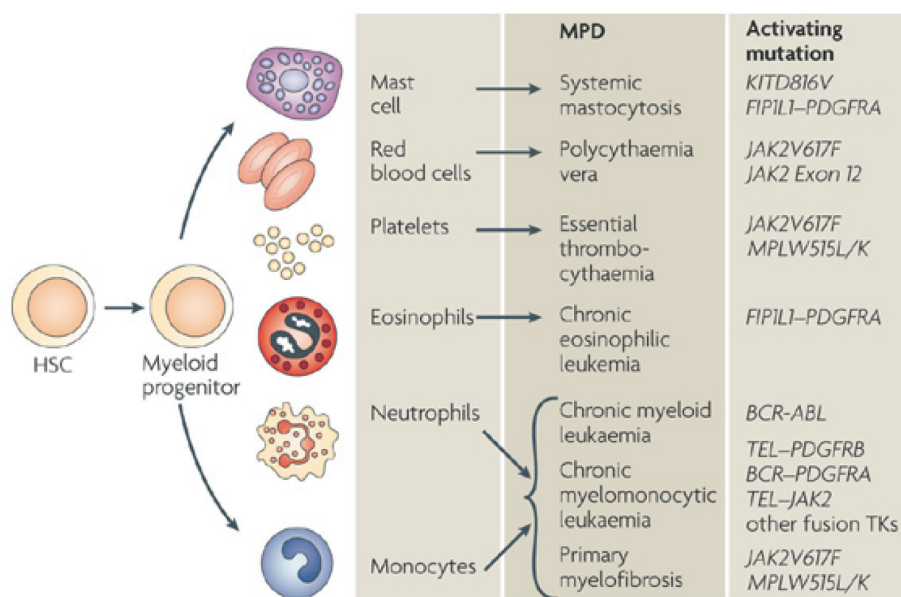 MPD
Activating
mutation
Mast
cell
Systemic
mastocytosis
KITD816V
FIP1L1–PDGFRA
Red
blood cells
Polycythaemia
vera
JAK2V617F
JAK2 Exon 12
Platelets
Essential
thrombo-
cythaemia
JAK2V617F
MPLW515L/K
HSC
Myeloid
progenitor
Eosinophils
Chronic
eosinophilic
leukemia
FIP1L1–PDGFRA
Neutrophils
Monocytes
Chronic myeloid
leukaemia
BCR-ABL
Chronic
myelomonocytic
leukaemia
TEL–PDGFRB
BCR–PDGFRA
TEL–JAK2
other fusion TKs
Primary
myelofibrosis
JAK2V617F
MPLW515L/K